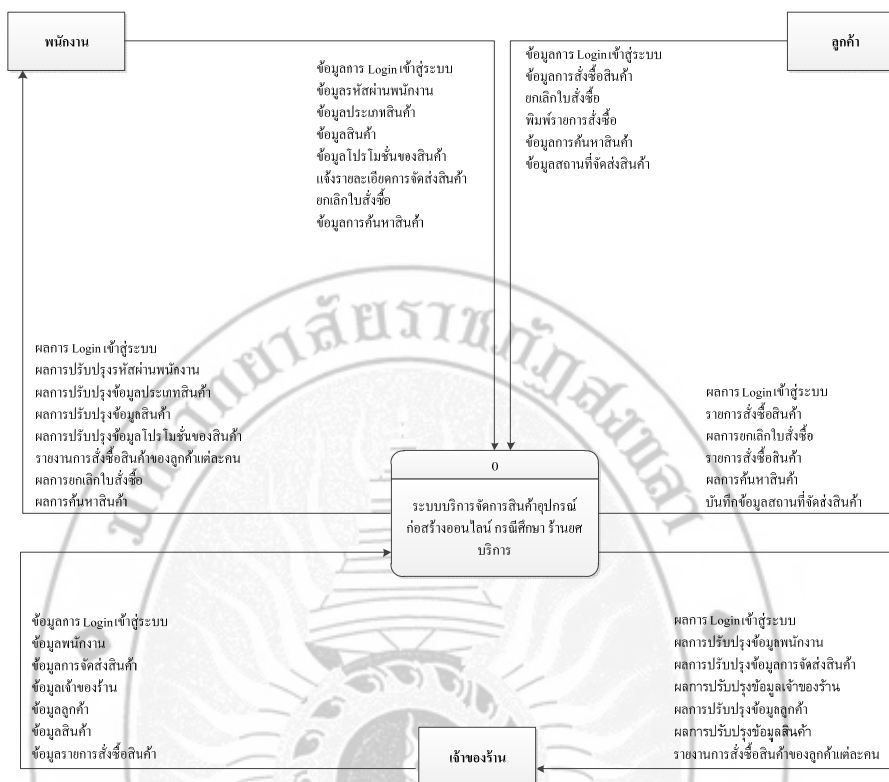 พนักงาน
ลูกค้า
ข้อมูลการ Login เข้าสู่ระบบ
ข้อมูลรหัสผ่านพนักงาน
ข้อมูลประเภทสินค้า
ข้อมูลสินค้า
ข้อมูลโปรโมชั่นของสินค้า
แจ้งรายละเอียดการจัดส่งสินค้า
ยกเลิกใบสั่งซื้อ
ข้อมูลการค้นหาสินค้า
ข้อมูลการ Login เข้าสู่ระบบ
ข้อมูลการสั่งซื้อสินค้า
ยกเลิกใบสั่งซื้อ
พิมพ์รายการสั่งซื้อ
ข้อมูลการค้นหาสินค้า
ข้อมูลสถานที่จัดส่งสินค้า
มหาวิทยาลัยราชภัฏสงขลา
ผลการ Login เข้าสู่ระบบ
ผลการปรับปรุงรหัสผ่านพนักงาน
ผลการปรับปรุงข้อมูลประเภทสินค้า
ผลการปรับปรุงข้อมูลสินค้า
ผลการปรับปรุงข้อมูลโปรโมชั่นของสินค้า
รายงานการสั่งซื้อสินค้าของลูกค้าแต่ละคน
ผลการยกเลิกใบสั่งซื้อ
ผลการค้นหาสินค้า
ผลการ Login เข้าสู่ระบบ
รายการสั่งซื้อสินค้า
ผลการยกเลิกใบสั่งซื้อ
รายการสั่งซื้อสินค้า
ผลการค้นหาสินค้า
บันทึกข้อมูลสถานที่จัดส่งสินค้า
0
ระบบบริการจัดการสินค้าอุปกรณ์
ก่อสร้างออนไลน์ กรณีศึกษา ร้านยศ
บริการ
ข้อมูลการ Login เข้าสู่ระบบ
ข้อมูลพนักงาน
ข้อมูลการจัดส่งสินค้า
ข้อมูลเจ้าของร้าน
ข้อมูลลูกค้า
ข้อมูลสินค้า
ข้อมูลรายการสั่งซื้อสินค้า
ผลการ Login เข้าสู่ระบบ
ผลการปรับปรุงข้อมูลพนักงาน
ผลการปรับปรุงข้อมูลการจัดส่งสินค้า
ผลการปรับปรุงข้อมูลเจ้าของร้าน
ผลการปรับปรุงข้อมูลลูกค้า
ผลการปรับปรุงข้อมูลสินค้า
รายงานการสั่งซื้อสินค้าของลูกค้าแต่ละคน
เจ้าของร้าน